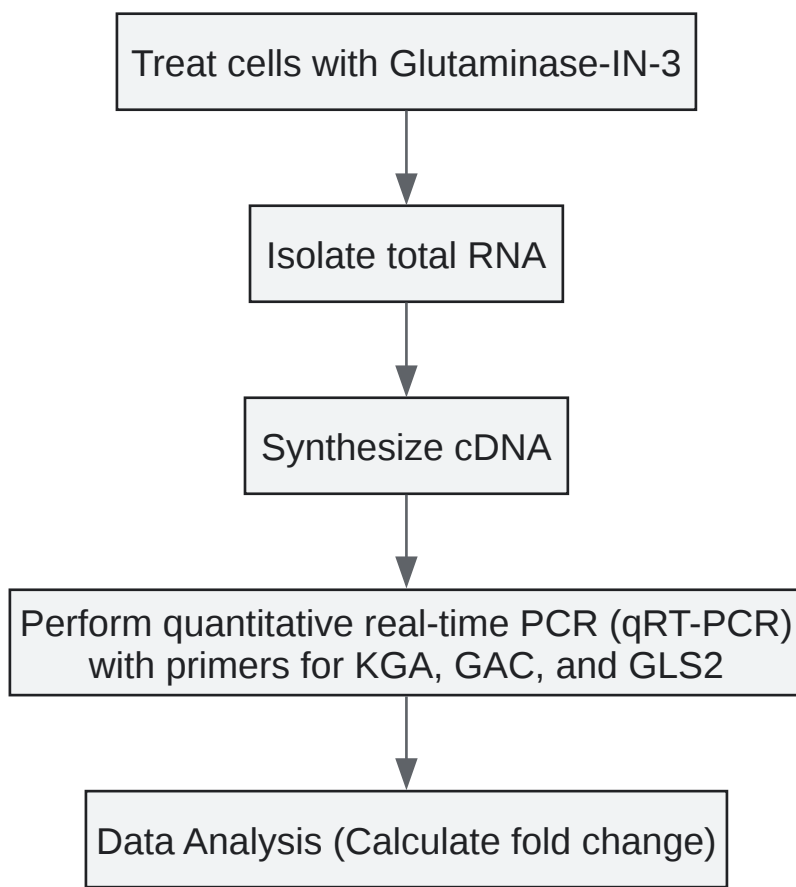 Treat cells with Glutaminase-IN-3
Isolate total RNA
Synthesize cDNA
Perform quantitative real-time PCR (qRT-PCR)
with primers for KGA, GAC, and GLS2
Data Analysis (Calculate fold change)